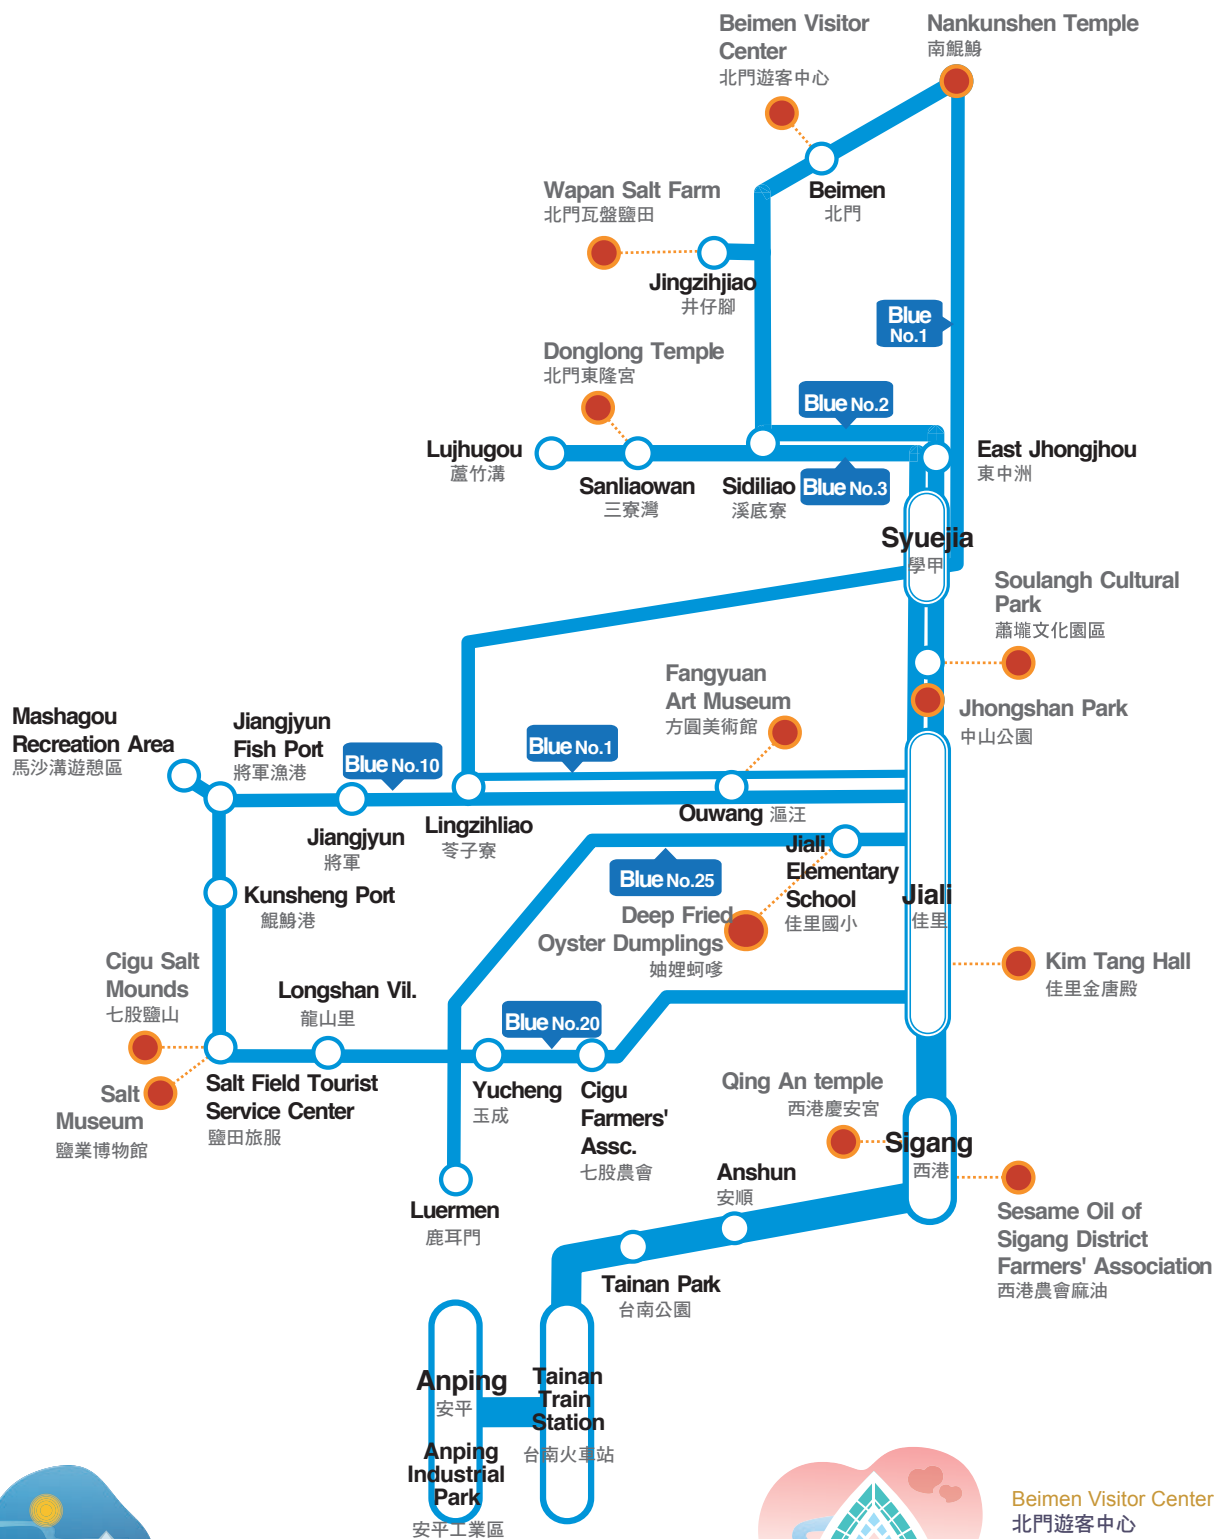 Beimen Visitor
Center
北門遊客中心
Nankunshen Temple
南鯤鯓
Beimen
北門
Wapan Salt Farm
北門瓦盤鹽田
Jingzihjiao
井仔腳
Blue
No.1
Donglong Temple
北門東隆宮
Blue No.2
Lujhugou
蘆竹溝
Sanliaowan
三寮灣
Sidiliao
溪底寮
Blue No.3
East Jhongjhou
東中洲
Syuejia
學甲
Soulangh Cultural
Park
蕭壠文化園區
Fangyuan
Art Museum
方圓美術館
Jhongshan Park
中山公園
Mashagou
Recreation Area
馬沙溝遊憩區
Jiangjyun
Fish Port
將軍漁港
Blue No.10
Blue No.1
Jiangjyun
將軍
Lingzihliao
苓子寮
Ouwang 漚汪
Jiali
Elementary
School
佳里國小
Blue No.25
Kunsheng Port
鯤鯓港
Deep Fried
Oyster Dumplings
妯娌蚵嗲
Jiali
佳里
Kim Tang Hall
佳里金唐殿
Cigu Salt
Mounds
七股鹽山
Longshan Vil.
龍山里
Blue No.20
Salt
Museum
鹽業博物館
Salt Field Tourist
Service Center
鹽田旅服
Yucheng
玉成
Cigu
Farmers'
Assc.
七股農會
Qing An temple
西港慶安宮
Sigang
西港
Anshun
安順
Luermen
鹿耳門
Sesame Oil of
Sigang District
Farmers' Association
西港農會麻油
Tainan Park
台南公園
Anping
安平
Anping
Industrial
Park
安平工業區
Tainan
Train
Station
台南火車站
Beimen Visitor Center
北門遊客中心